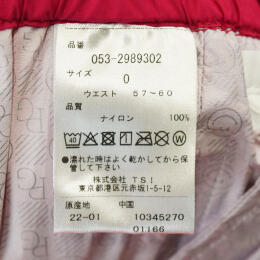 品番
053-2989302
サイズ
0
ウエスト 57~60
品質
ナイロン 100%
40
濡れた時はよく乾かしてから保
管して下さい
株式会社 TSI
東京都港区元赤坂1-5-12
原産地 中国
22-01 10345270
01166